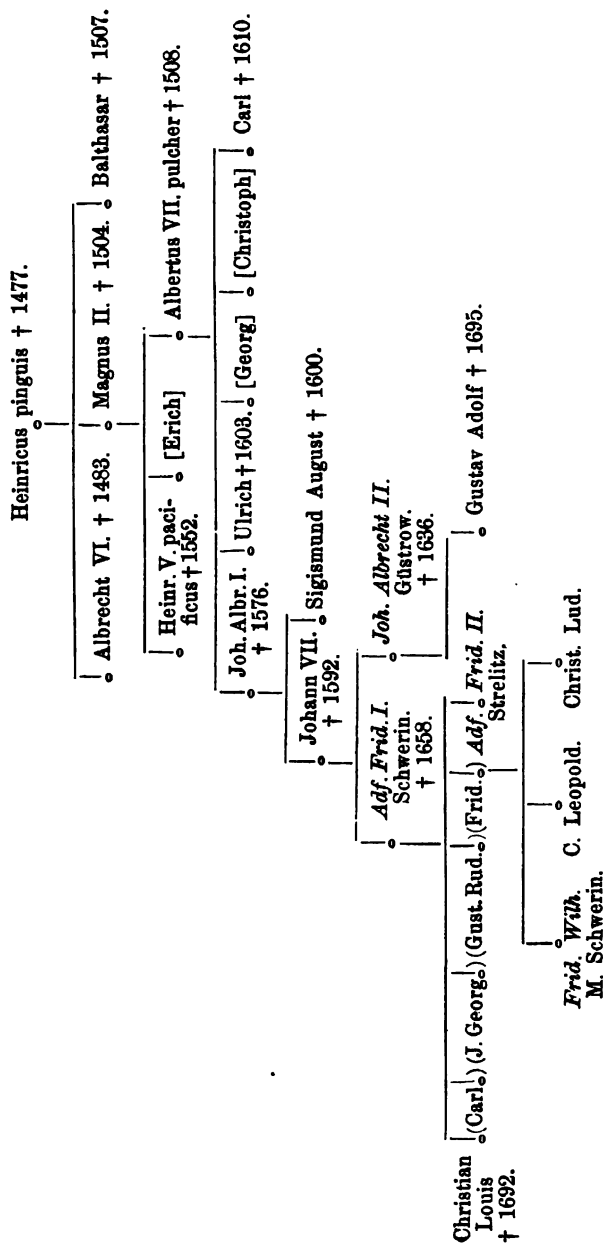 Heinricus pinguis † 1477.
Albrecht VI. † 1483. Magnus II. † 1504. Balthasar † 1507.
Heinr. V. paci-
ficus † 1552. [Erich] Albertus VII. pulcher † 1508.
Joh. Albr. I.
† 1576. Ulrich † 1603. [Georg] [Christoph] Carl † 1610.
Johann VII.
† 1592. Sigismund August † 1600.
Adf. Frid. I.
Schwerin.
† 1658.
Joh. Albrecht II.
Güstrow.
† 1636.
Christian
Louis
† 1692.
(Carl) (J. Georg) (Gust. Rud.) (Frid.) Adf. Frid. II.
Strelitz.
Gustav Adolf † 1695.
Frid. Wilh.
M. Schwerin.
C. Leopold. Christ. Lud.